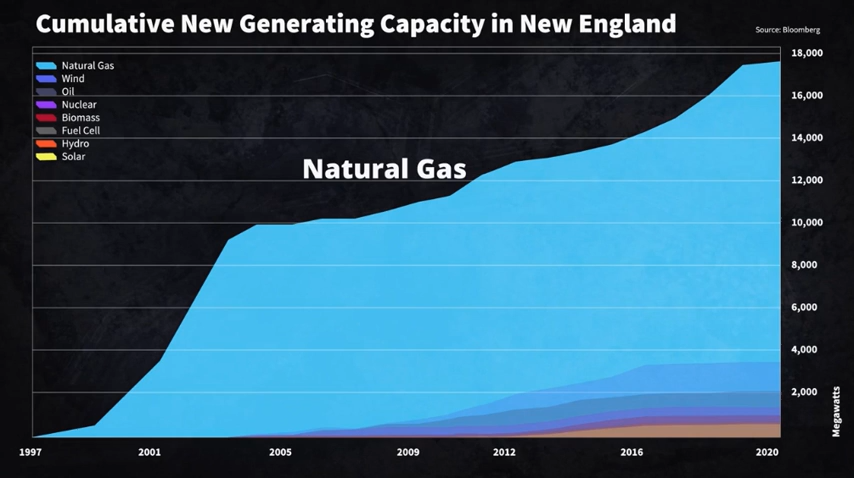 Cumulative New Generating Capacity in New England
Source: Bloomberg
Natural Gas
Wind
Oil
Nuclear
Biomass
Fuel Cell
Hydro
Solar
Natural Gas
18,000
16,000
14,000
12,000
10,000
8,000
6,000
4,000
2,000
Megawatts
1997 2001 2005 2009 2012 2016 2020